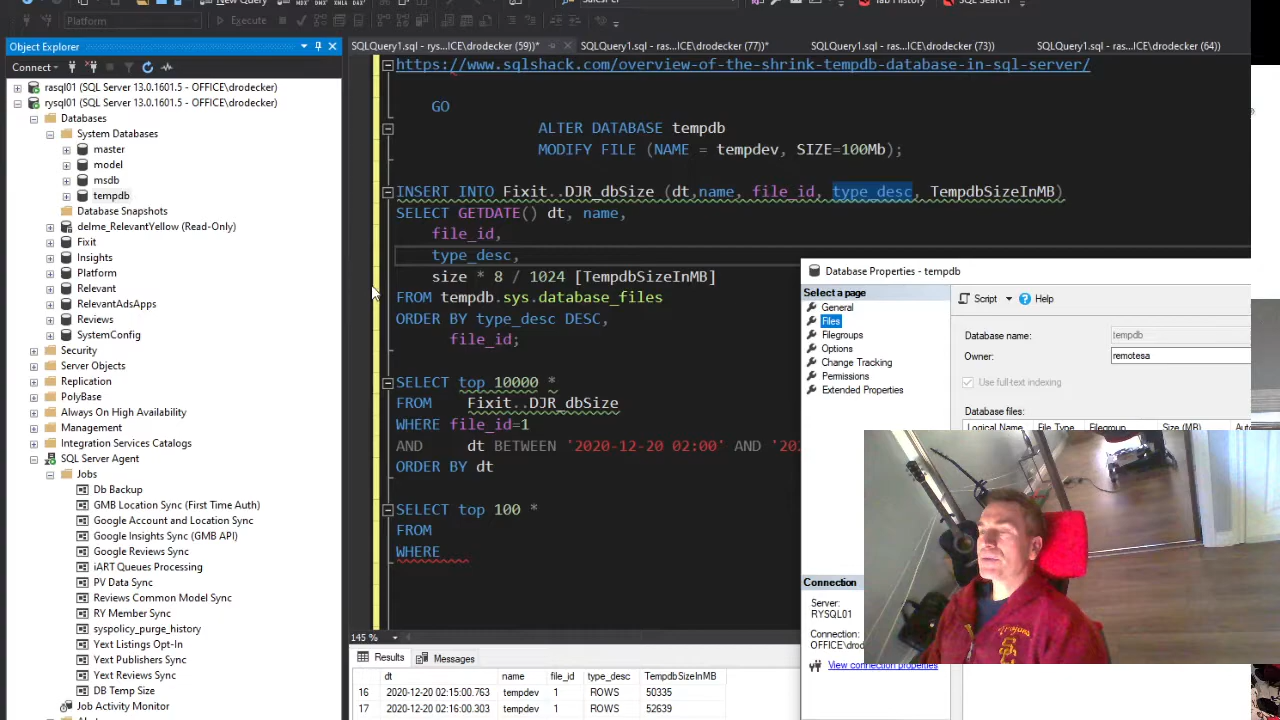 New Query
Tab History
SQL Search
Platform
Execute
Object Explorer
Connect
rasql01 (SQL Server 13.0.1601.5 - OFFICE\drodecker)
rysql01 (SQL Server 13.0.1601.5 - OFFICE\drodecker)
Databases
System Databases
master
model
msdb
tempdb
Database Snapshots
delme_RelevantYellow (Read-Only)
Fixit
Insights
Platform
Relevant
RelevantAdsApps
Reviews
SystemConfig
Security
Server Objects
Replication
PolyBase
Always On High Availability
Management
Integration Services Catalogs
SQL Server Agent
Jobs
Db Backup
GMB Location Sync (First Time Auth)
Google Account and Location Sync
Google Insights Sync (GMB API)
Google Reviews Sync
iART Queues Processing
PV Data Sync
Reviews Common Model Sync
RY Member Sync
syspolicy_purge_history
Yext Listings Opt-In
Yext Publishers Sync
Yext Reviews Sync
DB Temp Size
Job Activity Monitor
SQLQuery1.sql - rys...ICE\drodecker (59))*
SQLQuery1.sql - ras...ICE\drodecker (77))*
SQLQuery1.sql - ras...ICE\drodecker (73))
SQLQuery1.sql - ras...ICE\drodecker (64))
https://www.sqlshack.com/overview-of-the-shrink-tempdb-database-in-sql-server/
GO
ALTER DATABASE tempdb
MODIFY FILE (NAME = tempdev, SIZE=100Mb);
INSERT INTO Fixit..DJR_dbSize (dt,name, file_id, type_desc, TempdbSizeInMB)
SELECT GETDATE() dt, name,
file_id,
type_desc,
size * 8 / 1024 [TempdbSizeInMB]
FROM tempdb.sys.database_files
ORDER BY type_desc DESC,
file_id;
SELECT top 10000 *
FROM Fixit..DJR_dbSize
WHERE file_id=1
AND dt BETWEEN '2020-12-20 02:00' AND '20
ORDER BY dt
SELECT top 100 *
FROM
WHERE
145 %
Results
Messages
dt name file_id type_desc TempdbSizeInMB
16 2020-12-20 02:15:00.763 tempdev 1 ROWS 50335
17 2020-12-20 02:16:00.303 tempdev 1 ROWS 52639
Database Properties - tempdb
Select a page
General
Files
Filegroups
Options
Change Tracking
Permissions
Extended Properties
Script
Help
Database name: tempdb
Owner: remotesa
Use full-text indexing
Database files:
Logical Name File Type Filegroup Size (MB)
Connection
Server:
RYSQL01
Connection:
OFFICE\drodecker
View connection properties
Trojans
SC